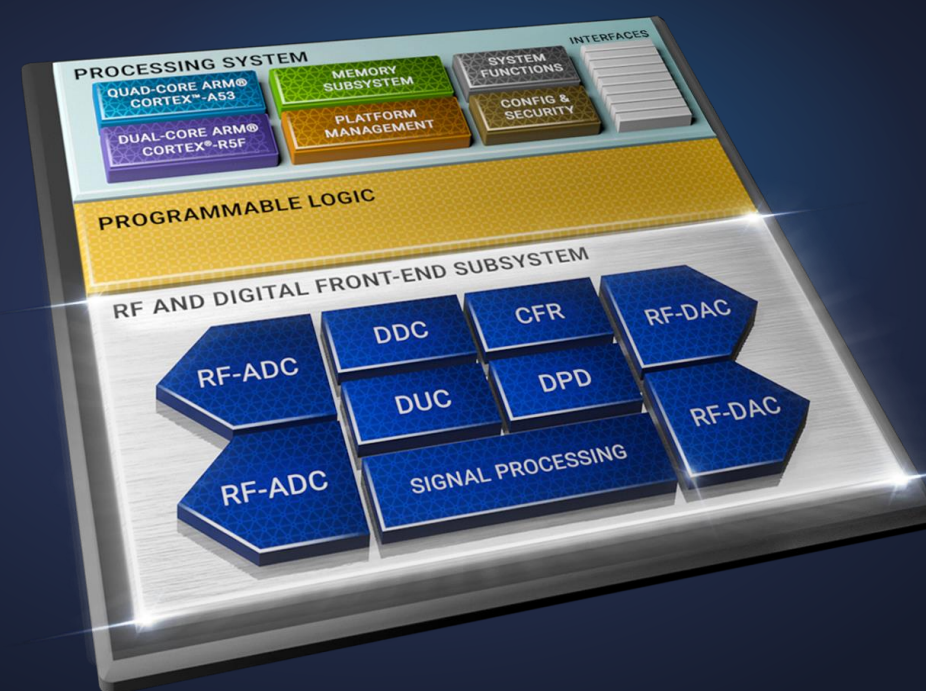 PROCESSING SYSTEM
INTERFACES
QUAD-CORE ARM®
CORTEX™-A53
MEMORY
SUBSYSTEM
SYSTEM
FUNCTIONS
DUAL-CORE ARM®
CORTEX®-R5F
PLATFORM
MANAGEMENT
CONFIG &
SECURITY
PROGRAMMABLE LOGIC
RF AND DIGITAL FRONT-END SUBSYSTEM
RF-ADC
DDC
CFR
RF-DAC
DUC
DPD
RF-DAC
RF-ADC
SIGNAL PROCESSING